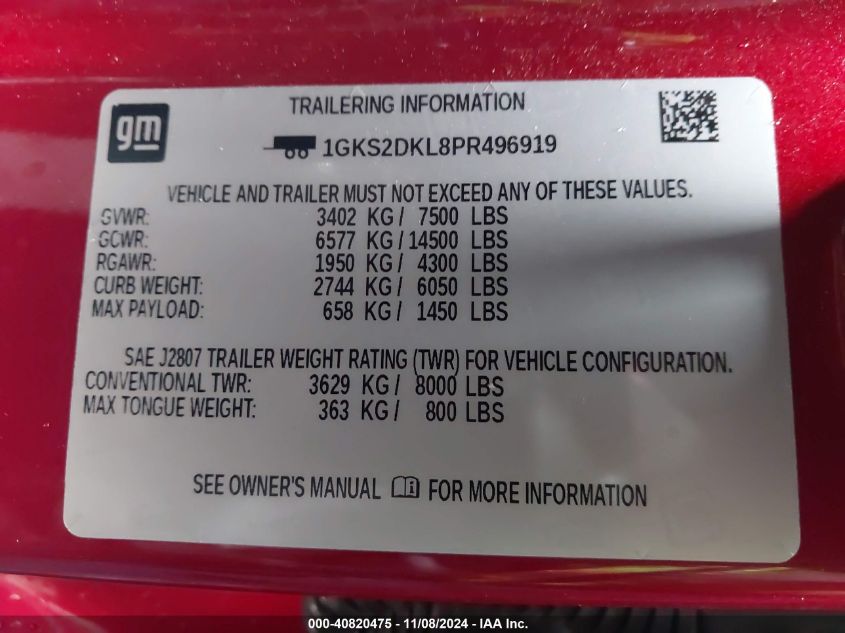 gm
TRAILERING INFORMATION
1GKS2DKL8PR496919
VEHICLE AND TRAILER MUST NOT EXCEED ANY OF THESE VALUES.
GVWR: 3402 KG / 7500 LBS
GCWR: 6577 KG / 14500 LBS
RGAWR: 1950 KG / 4300 LBS
CURB WEIGHT: 2744 KG / 6050 LBS
MAX PAYLOAD: 658 KG / 1450 LBS
SAE J2807 TRAILER WEIGHT RATING (TWR) FOR VEHICLE CONFIGURATION.
CONVENTIONAL TWR: 3629 KG / 8000 LBS
MAX TONGUE WEIGHT: 363 KG / 800 LBS
SEE OWNER'S MANUAL i FOR MORE INFORMATION
000-40820475 - 11/08/2024 - IAA Inc.